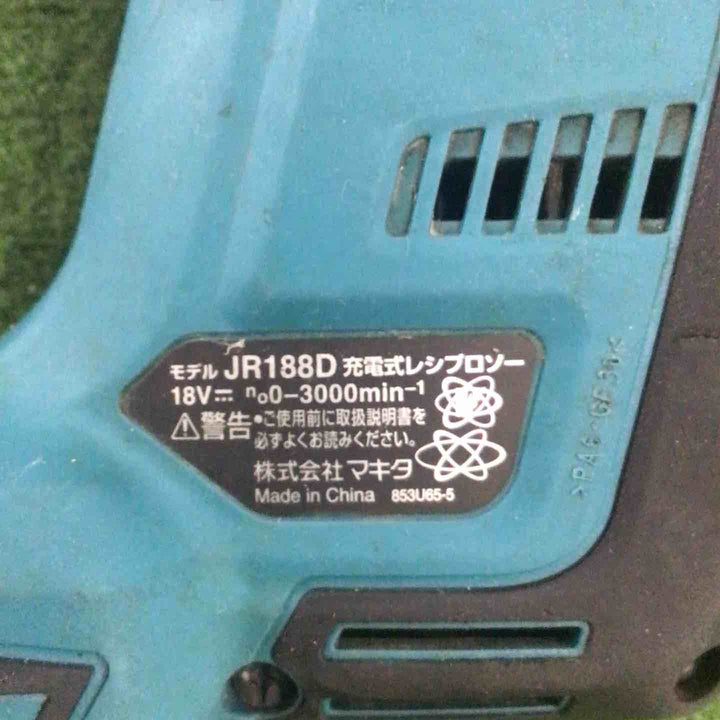 モデル JR188D 充電式レシプロソー
18V⎓ n₀0-3000min⁻¹
⚠警告 •ご使用前に取扱説明書を
必ずよくお読みください。
株式会社 マキタ
Made in China 853U65-5
>PA6-GF30<